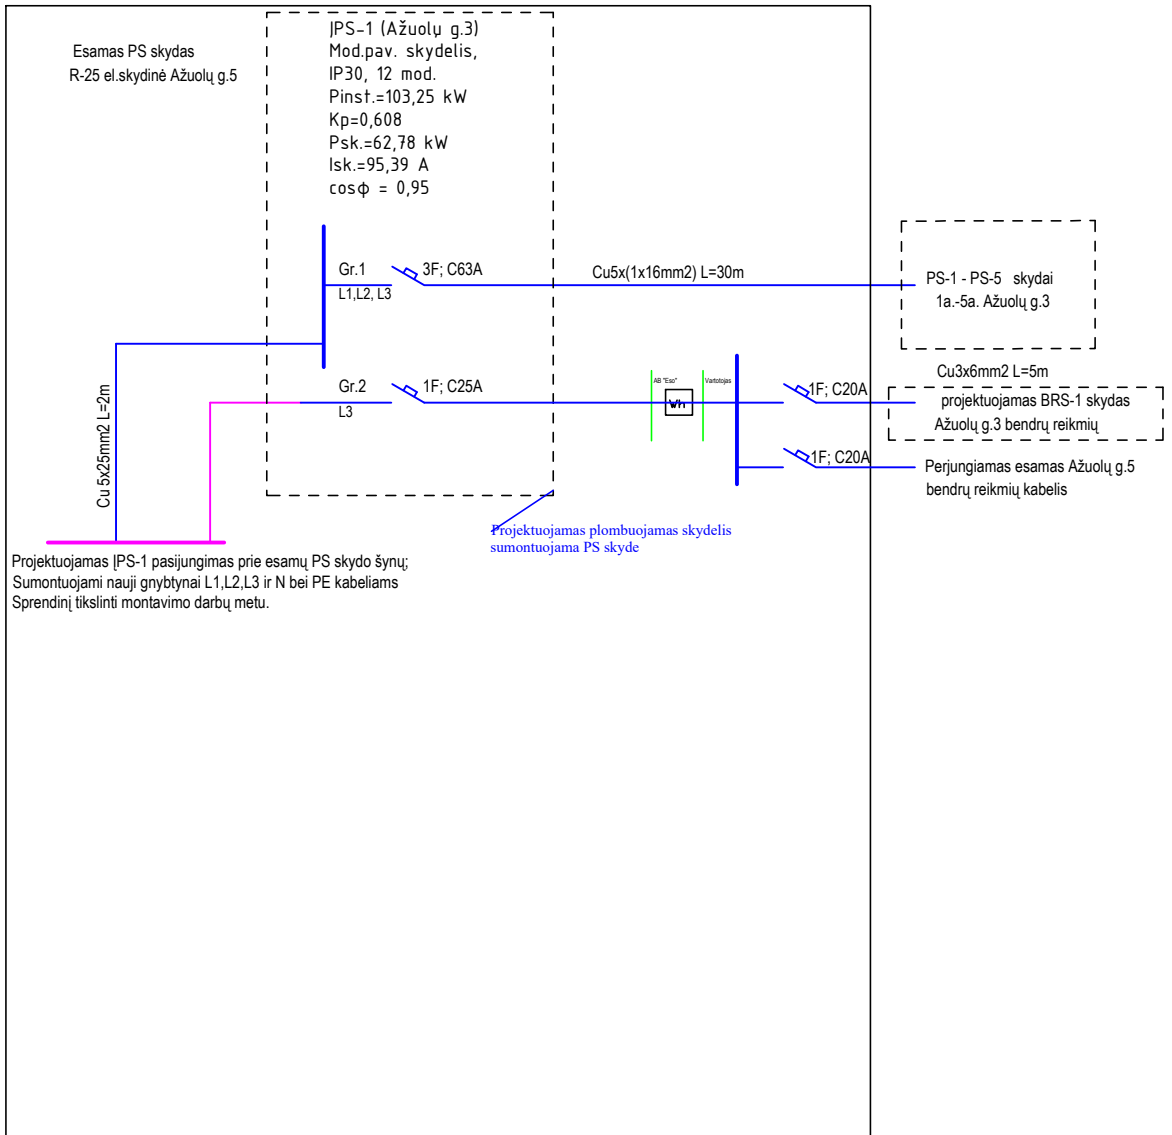 Esamas PS skydas
R-25 el.skydinė Ažuolų g.5
ĮPS-1 (Ažuolų g.3)
Mod.pav. skydelis,
IP30, 12 mod.
Pinst.=103,25 kW
Kp=0,608
Psk.=62,78 kW
Isk.=95,39 A
cosφ = 0,95
Gr.1
3F; C63A
L1,L2, L3
Cu5x(1x16mm2) L=30m
PS-1 - PS-5 skydai
1a.-5a. Ažuolų g.3
Cu 5x25mm2 L=2m
Gr.2
1F; C25A
L3
AB "Eso"
Vartotojas
Wh
1F; C20A
Cu3x6mm2 L=5m
projektuojamas BRS-1 skydas
Ažuolų g.3 bendrų reikmių
1F; C20A
Perjungiamas esamas Ažuolų g.5
bendrų reikmių kabelis
Projektuojamas plombuojamas skydelis
sumontuojama PS skyde
Projektuojamas ĮPS-1 pasijungimas prie esamų PS skydo šynų;
Sumontuojami nauji gnybtynai L1,L2,L3 ir N bei PE kabeliams
Sprendinį tikslinti montavimo darbų metu.